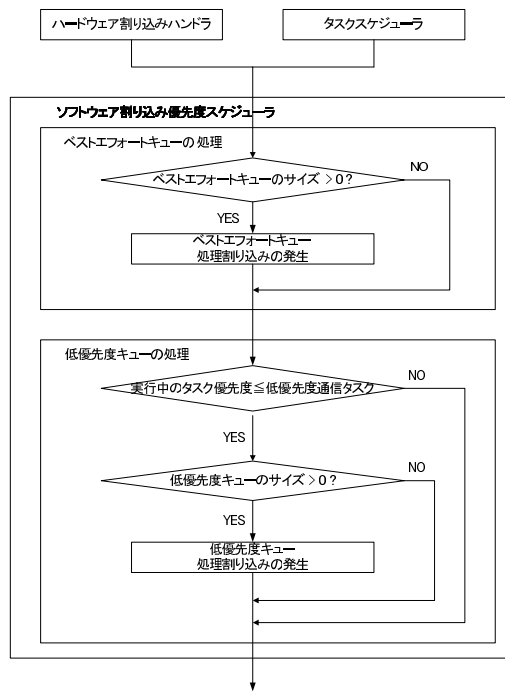 ハードウェア割り込みハンドラ
タスクスケジューラ
ソフトウェア割り込み優先度スケジューラ
ベストエフォートキューの処理
ベストエフォートキューのサイズ >0?
NO
YES
ベストエフォートキュー
処理割り込みの発生
低優先度キューの処理
実行中のタスク優先度≦低優先度通信タスク
NO
YES
低優先度キューのサイズ>0?
NO
YES
低優先度キュー
処理割り込みの発生